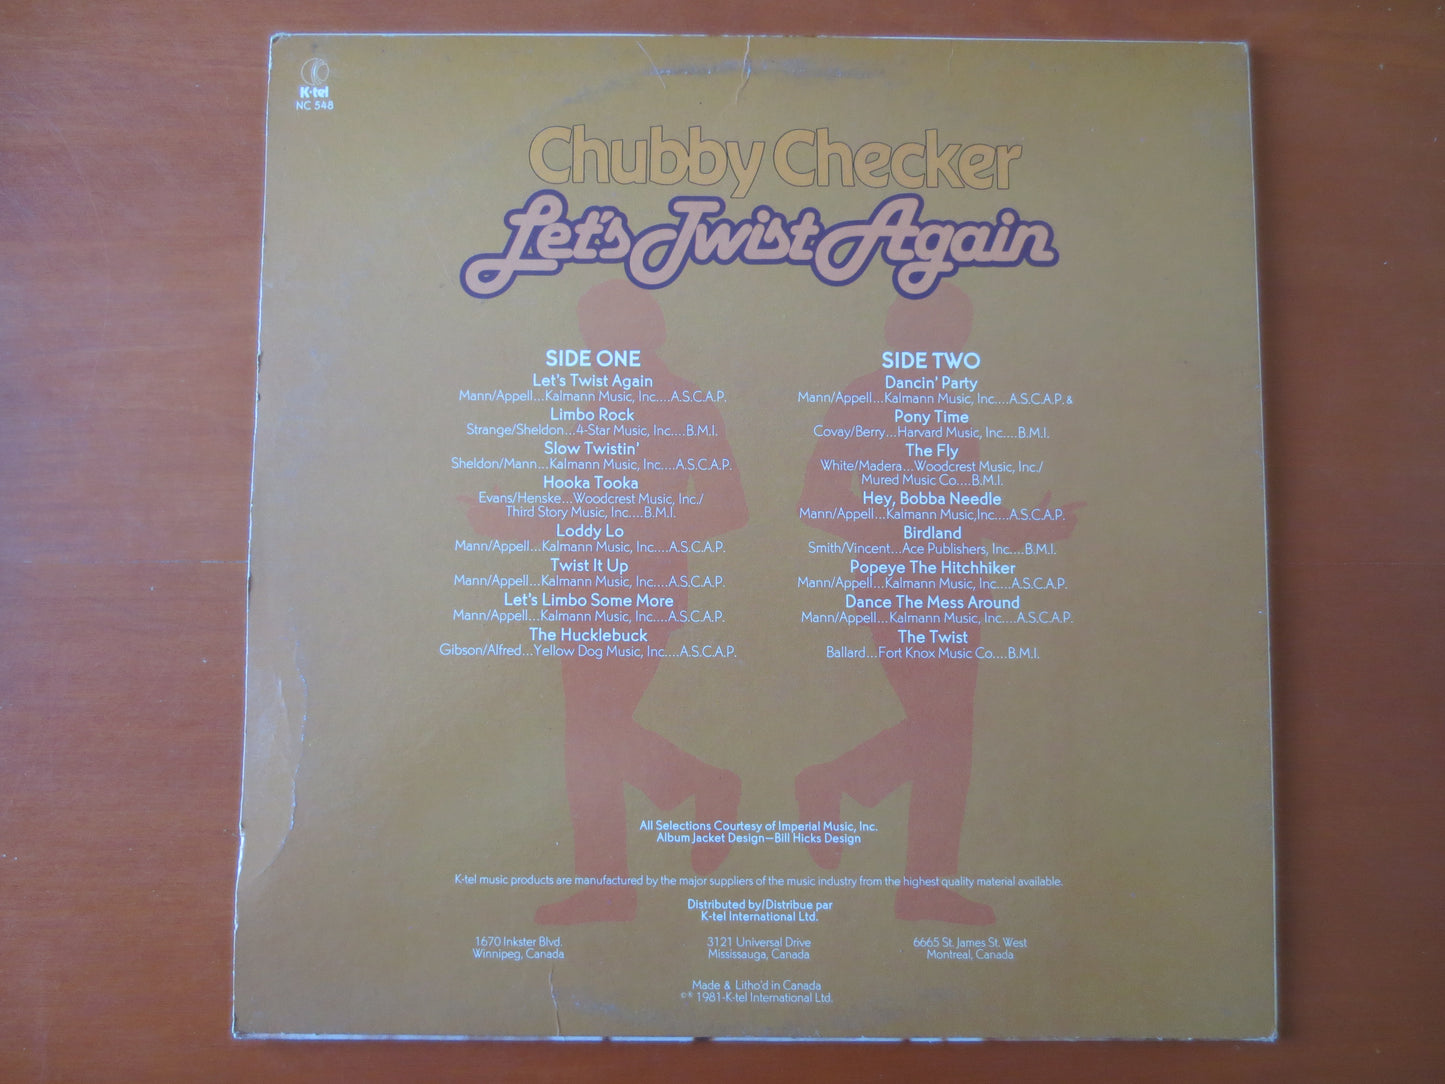 K-tel
NC 548
Chubby Checker
Let's Twist Again
SIDE ONE
Let's Twist Again
Mann/Appell...Kalmann Music, Inc....A.S.C.A.P.
Limbo Rock
Strange/Sheldon...4-Star Music, Inc....B.M.I.
Slow Twistin'
Sheldon/Mann...Kalmann Music, Inc....A.S.C.A.P.
Hooka Tooka
Evans/Henske...Woodcrest Music, Inc./
Third Story Music, Inc....B.M.I.
Loddy Lo
Mann/Appell...Kalmann Music, Inc....A.S.C.A.P.
Twist It Up
Mann/Appell...Kalmann Music, Inc....A.S.C.A.P.
Let's Limbo Some More
Mann/Appell...Kalmann Music, Inc....A.S.C.A.P.
The Hucklebuck
Gibson/Alfred...Yellow Dog Music, Inc....A.S.C.A.P.
SIDE TWO
Dancin' Party
Mann/Appell...Kalmann Music, Inc....A.S.C.A.P. &
Pony Time
Covay/Berry...Harvard Music, Inc....B.M.I.
The Fly
White/Madera...Woodcrest Music, Inc./
Mured Music Co....B.M.I.
Hey, Bobba Needle
Mann/Appell...Kalmann Music,Inc....A.S.C.A.P.
Birdland
Smith/Vincent...Ace Publishers, Inc....B.M.I.
Popeye The Hitchhiker
Mann/Appell...Kalmann Music, Inc....A.S.C.A.P.
Dance The Mess Around
Mann/Appell...Kalmann Music, Inc....A.S.C.A.P.
The Twist
Ballard...Fort Knox Music Co....B.M.I.
All Selections Courtesy of Imperial Music, Inc.
Album Jacket Design—Bill Hicks Design
K-tel music products are manufactured by the major suppliers of the music industry from the highest quality material available.
Distributed by/Distribue par
K-tel International Ltd.
1670 Inkster Blvd.
Winnipeg, Canada
3121 Universal Drive
Mississauga, Canada
6665 St. James St. West
Montreal, Canada
Made & Litho'd in Canada
©℗ 1981-K-tel International Ltd.